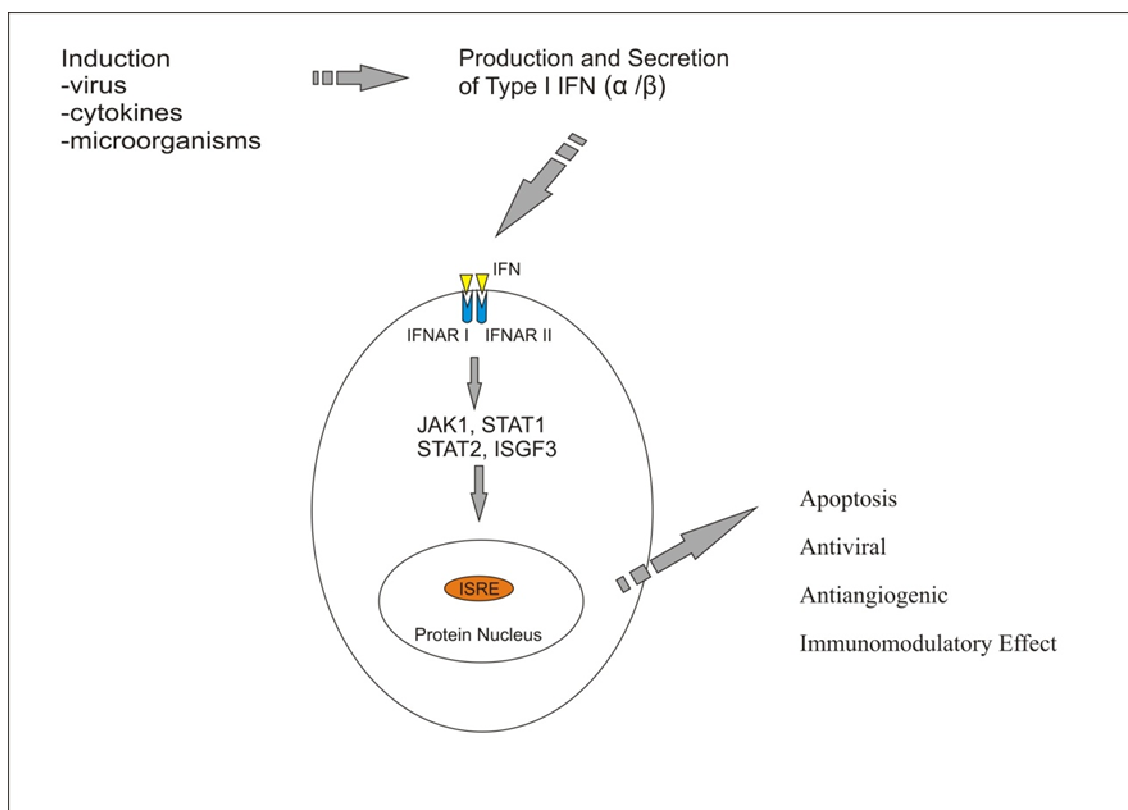 Induction
-virus
-cytokines
-microorganisms
Production and Secretion
of Type I IFN (α /β)
IFN
IFNAR I IFNAR II
JAK1, STAT1
STAT2, ISGF3
ISRE
Protein Nucleus
Apoptosis
Antiviral
Antiangiogenic
Immunomodulatory Effect